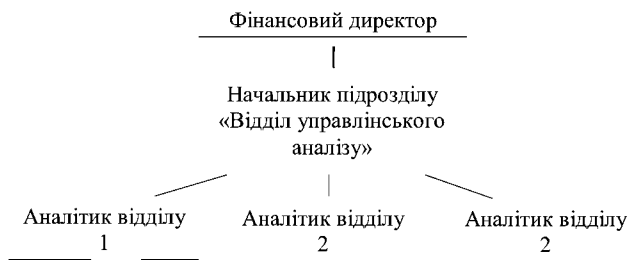 Фінансовий директор
Начальник підрозділу
«Відділ управлінського
аналізу»
Аналітик відділу
1
Аналітик відділу
2
Аналітик відділу
2